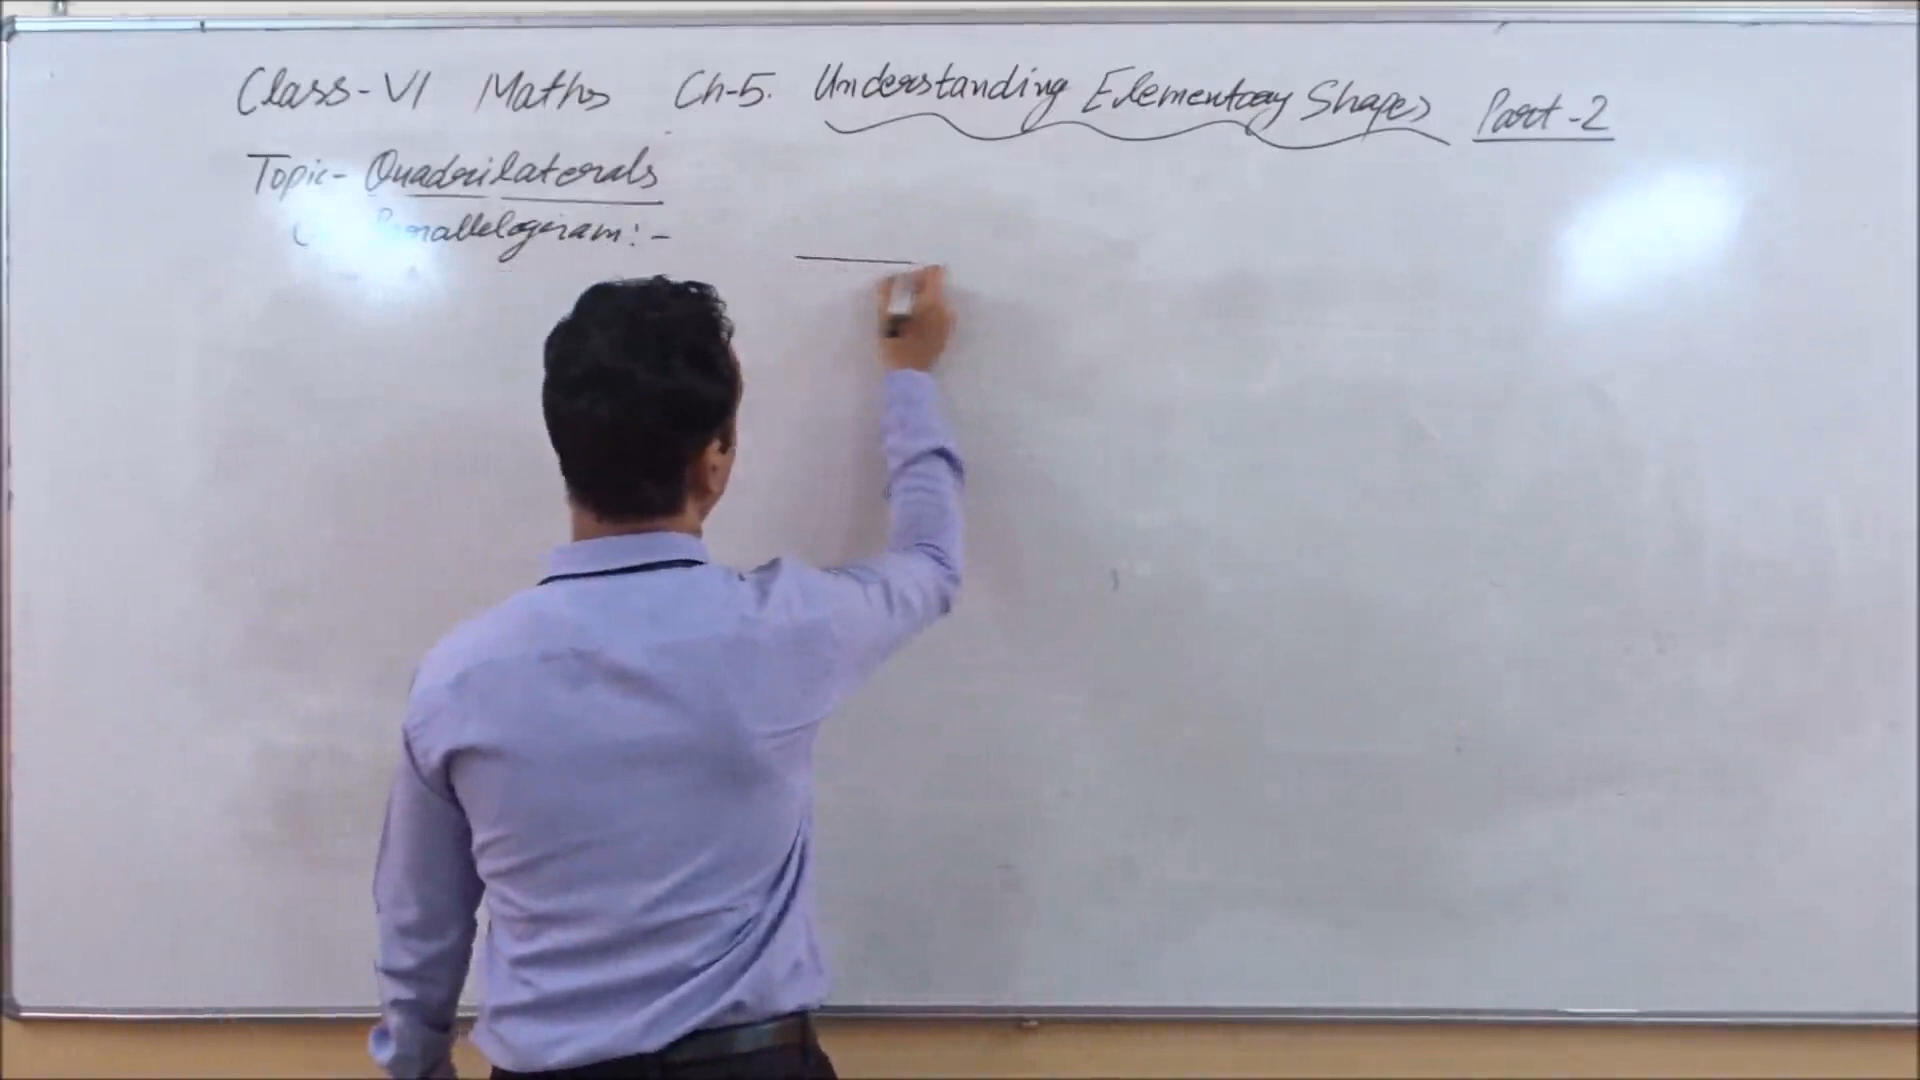 Class-VI Maths Ch-5. Understanding Elementary Shapes Part-2
Topic- Quadrilaterals
Parallelogram:-